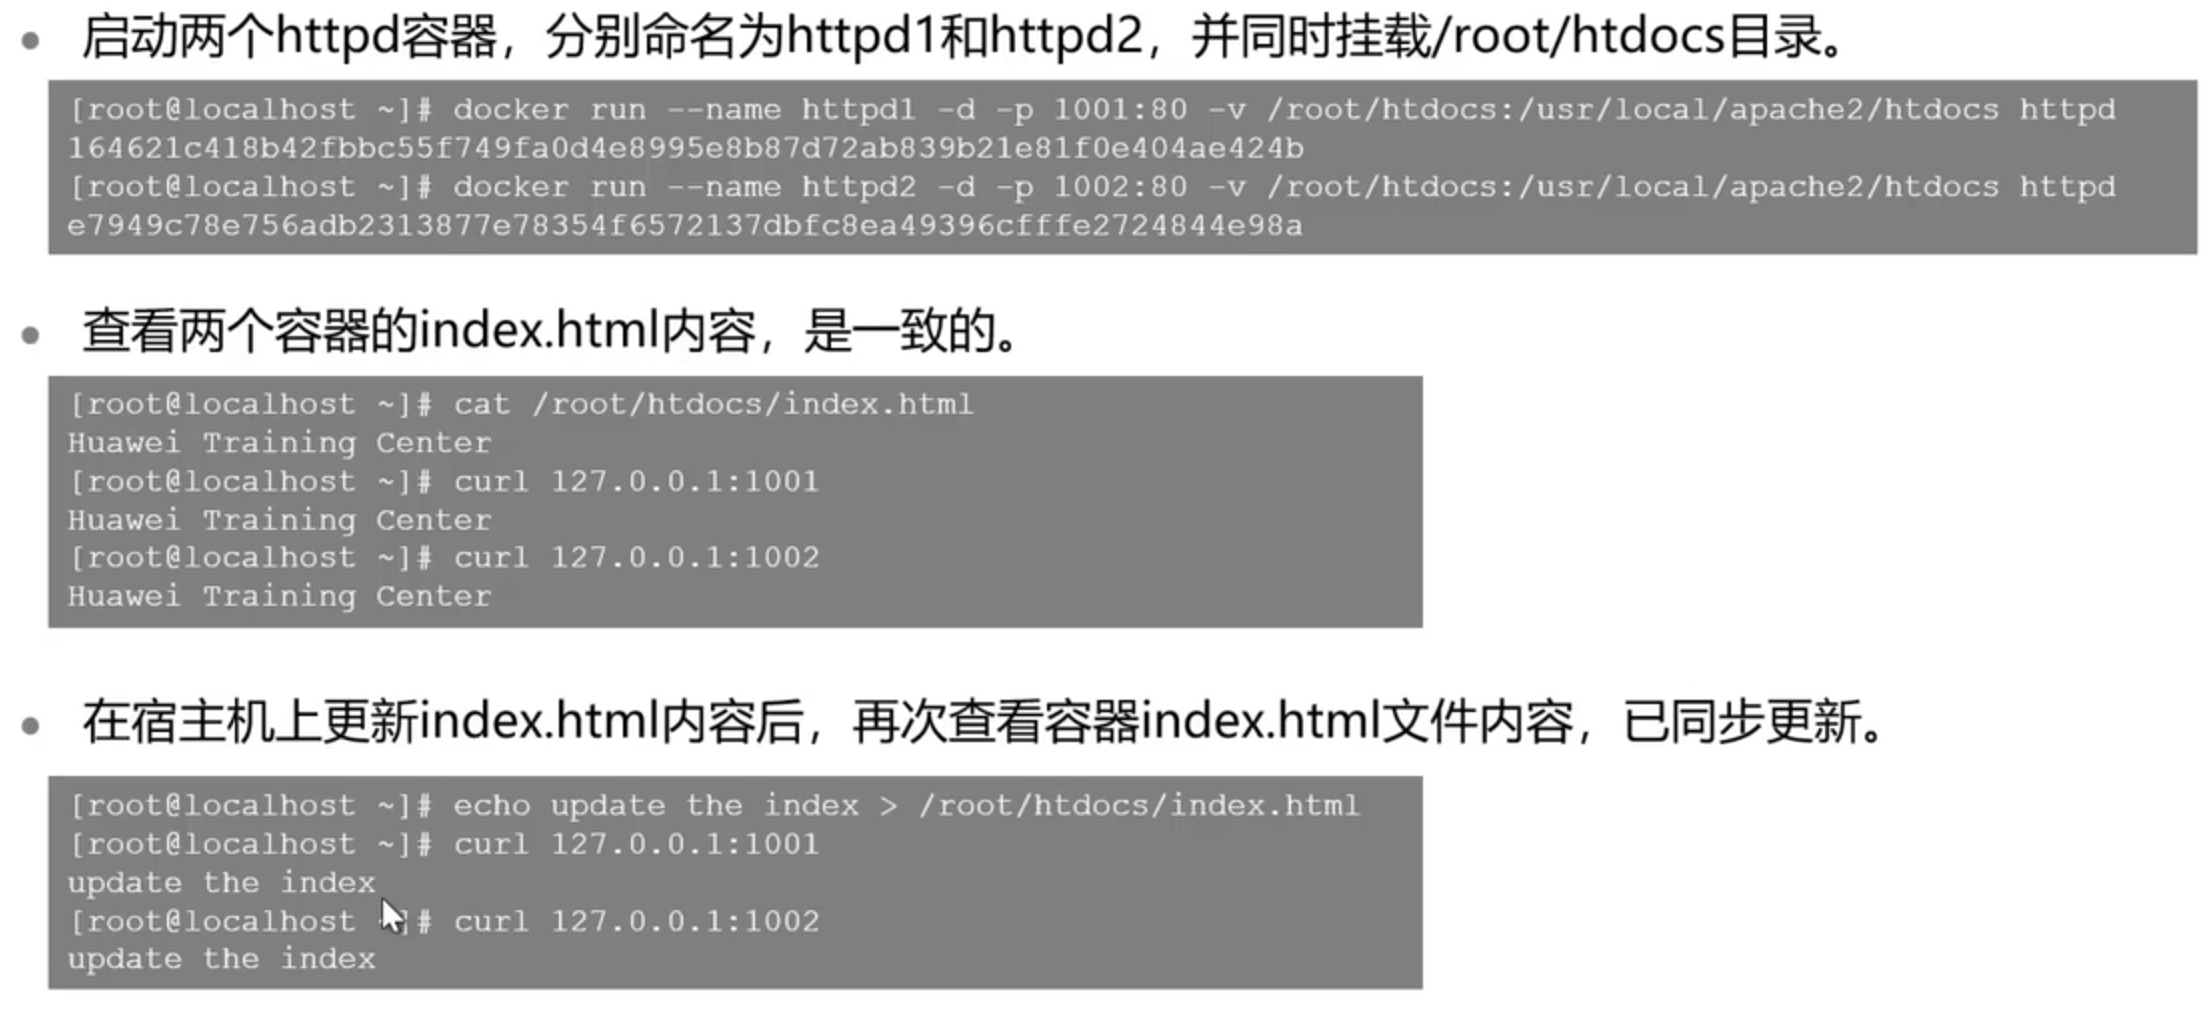 启动两个httpd容器，分别命名为httpd1和httpd2，并同时挂载/root/htdocs目录。
[root@localhost ~]# docker run --name httpd1 -d -p 1001:80 -v /root/htdocs:/usr/local/apache2/htdocs httpd
164621c418b42fbbc55f749fa0d4e8995e8b87d72ab839b21e81f0e404ae424b
[root@localhost ~]# docker run --name httpd2 -d -p 1002:80 -v /root/htdocs:/usr/local/apache2/htdocs httpd
e7949c78e756adb2313877e78354f6572137dbfc8ea49396cfffe2724844e98a
查看两个容器的index.html内容，是一致的。
[root@localhost ~]# cat /root/htdocs/index.html
Huawei Training Center
[root@localhost ~]# curl 127.0.0.1:1001
Huawei Training Center
[root@localhost ~]# curl 127.0.0.1:1002
Huawei Training Center
在宿主机上更新index.html内容后，再次查看容器index.html文件内容，已同步更新。
[root@localhost ~]# echo update the index > /root/htdocs/index.html
[root@localhost ~]# curl 127.0.0.1:1001
update the index
[root@localhost ~]# curl 127.0.0.1:1002
update the index